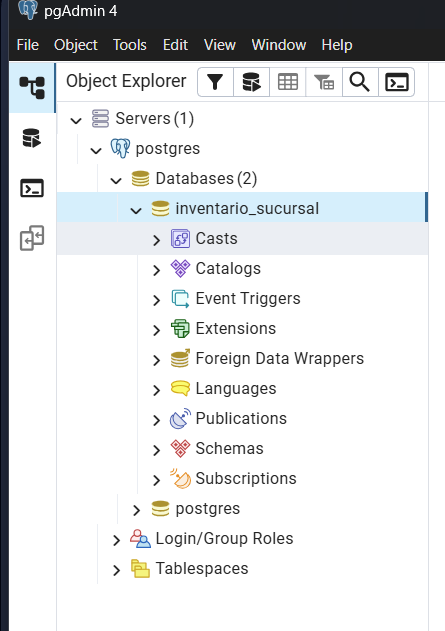 pgAdmin 4
File Object Tools Edit View Window Help
Object Explorer
Servers (1)
postgres
Databases (2)
inventario_sucursal
Casts
Catalogs
Event Triggers
Extensions
Foreign Data Wrappers
Languages
Publications
Schemas
Subscriptions
postgres
Login/Group Roles
Tablespaces